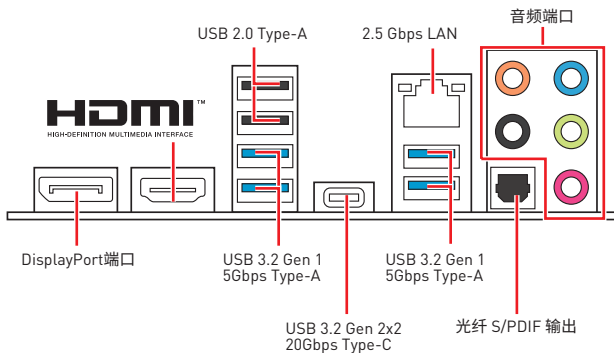 音频端口
USB 2.0 Type-A
2.5 Gbps LAN
HDMI™
HIGH-DEFINITION MULTIMEDIA INTERFACE
DisplayPort端口
USB 3.2 Gen 1
5Gbps Type-A
USB 3.2 Gen 1
5Gbps Type-A
USB 3.2 Gen 2x2
20Gbps Type-C
光纤 S/PDIF 输出